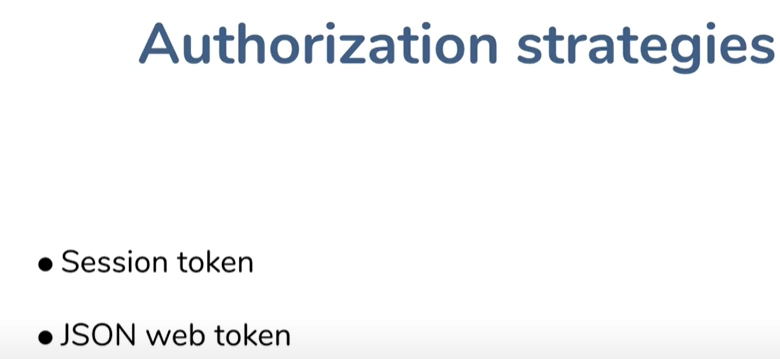 Authorization strategies
● Session token
● JSON web token